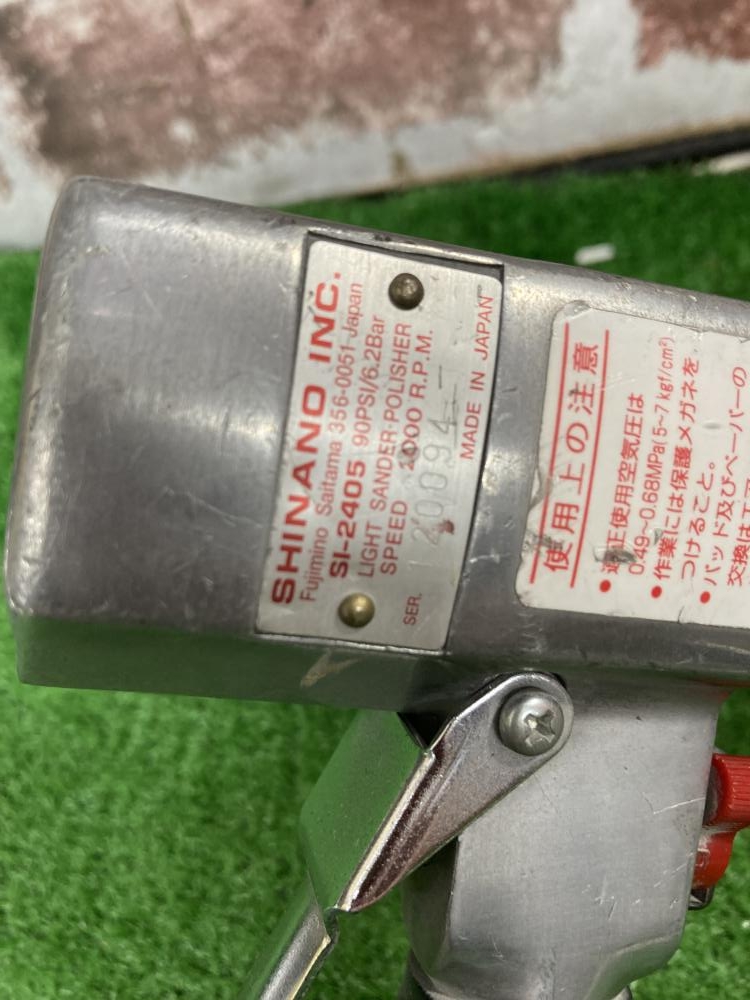 SHINANO INC.
Fujimino Saitama 356-0051 Japan
SI-2405 90PSI/6.2Bar
LIGHT SANDER·POLISHER
SPEED 2000 R.P.M.
SER. 120094
MADE IN JAPAN
使用上の注意
•適正使用空気圧は
0.49〜0.68MPa(5〜7kgf/cm²)
•作業には保護メガネを
つけること。
•パッド及びペーパーの
交換は